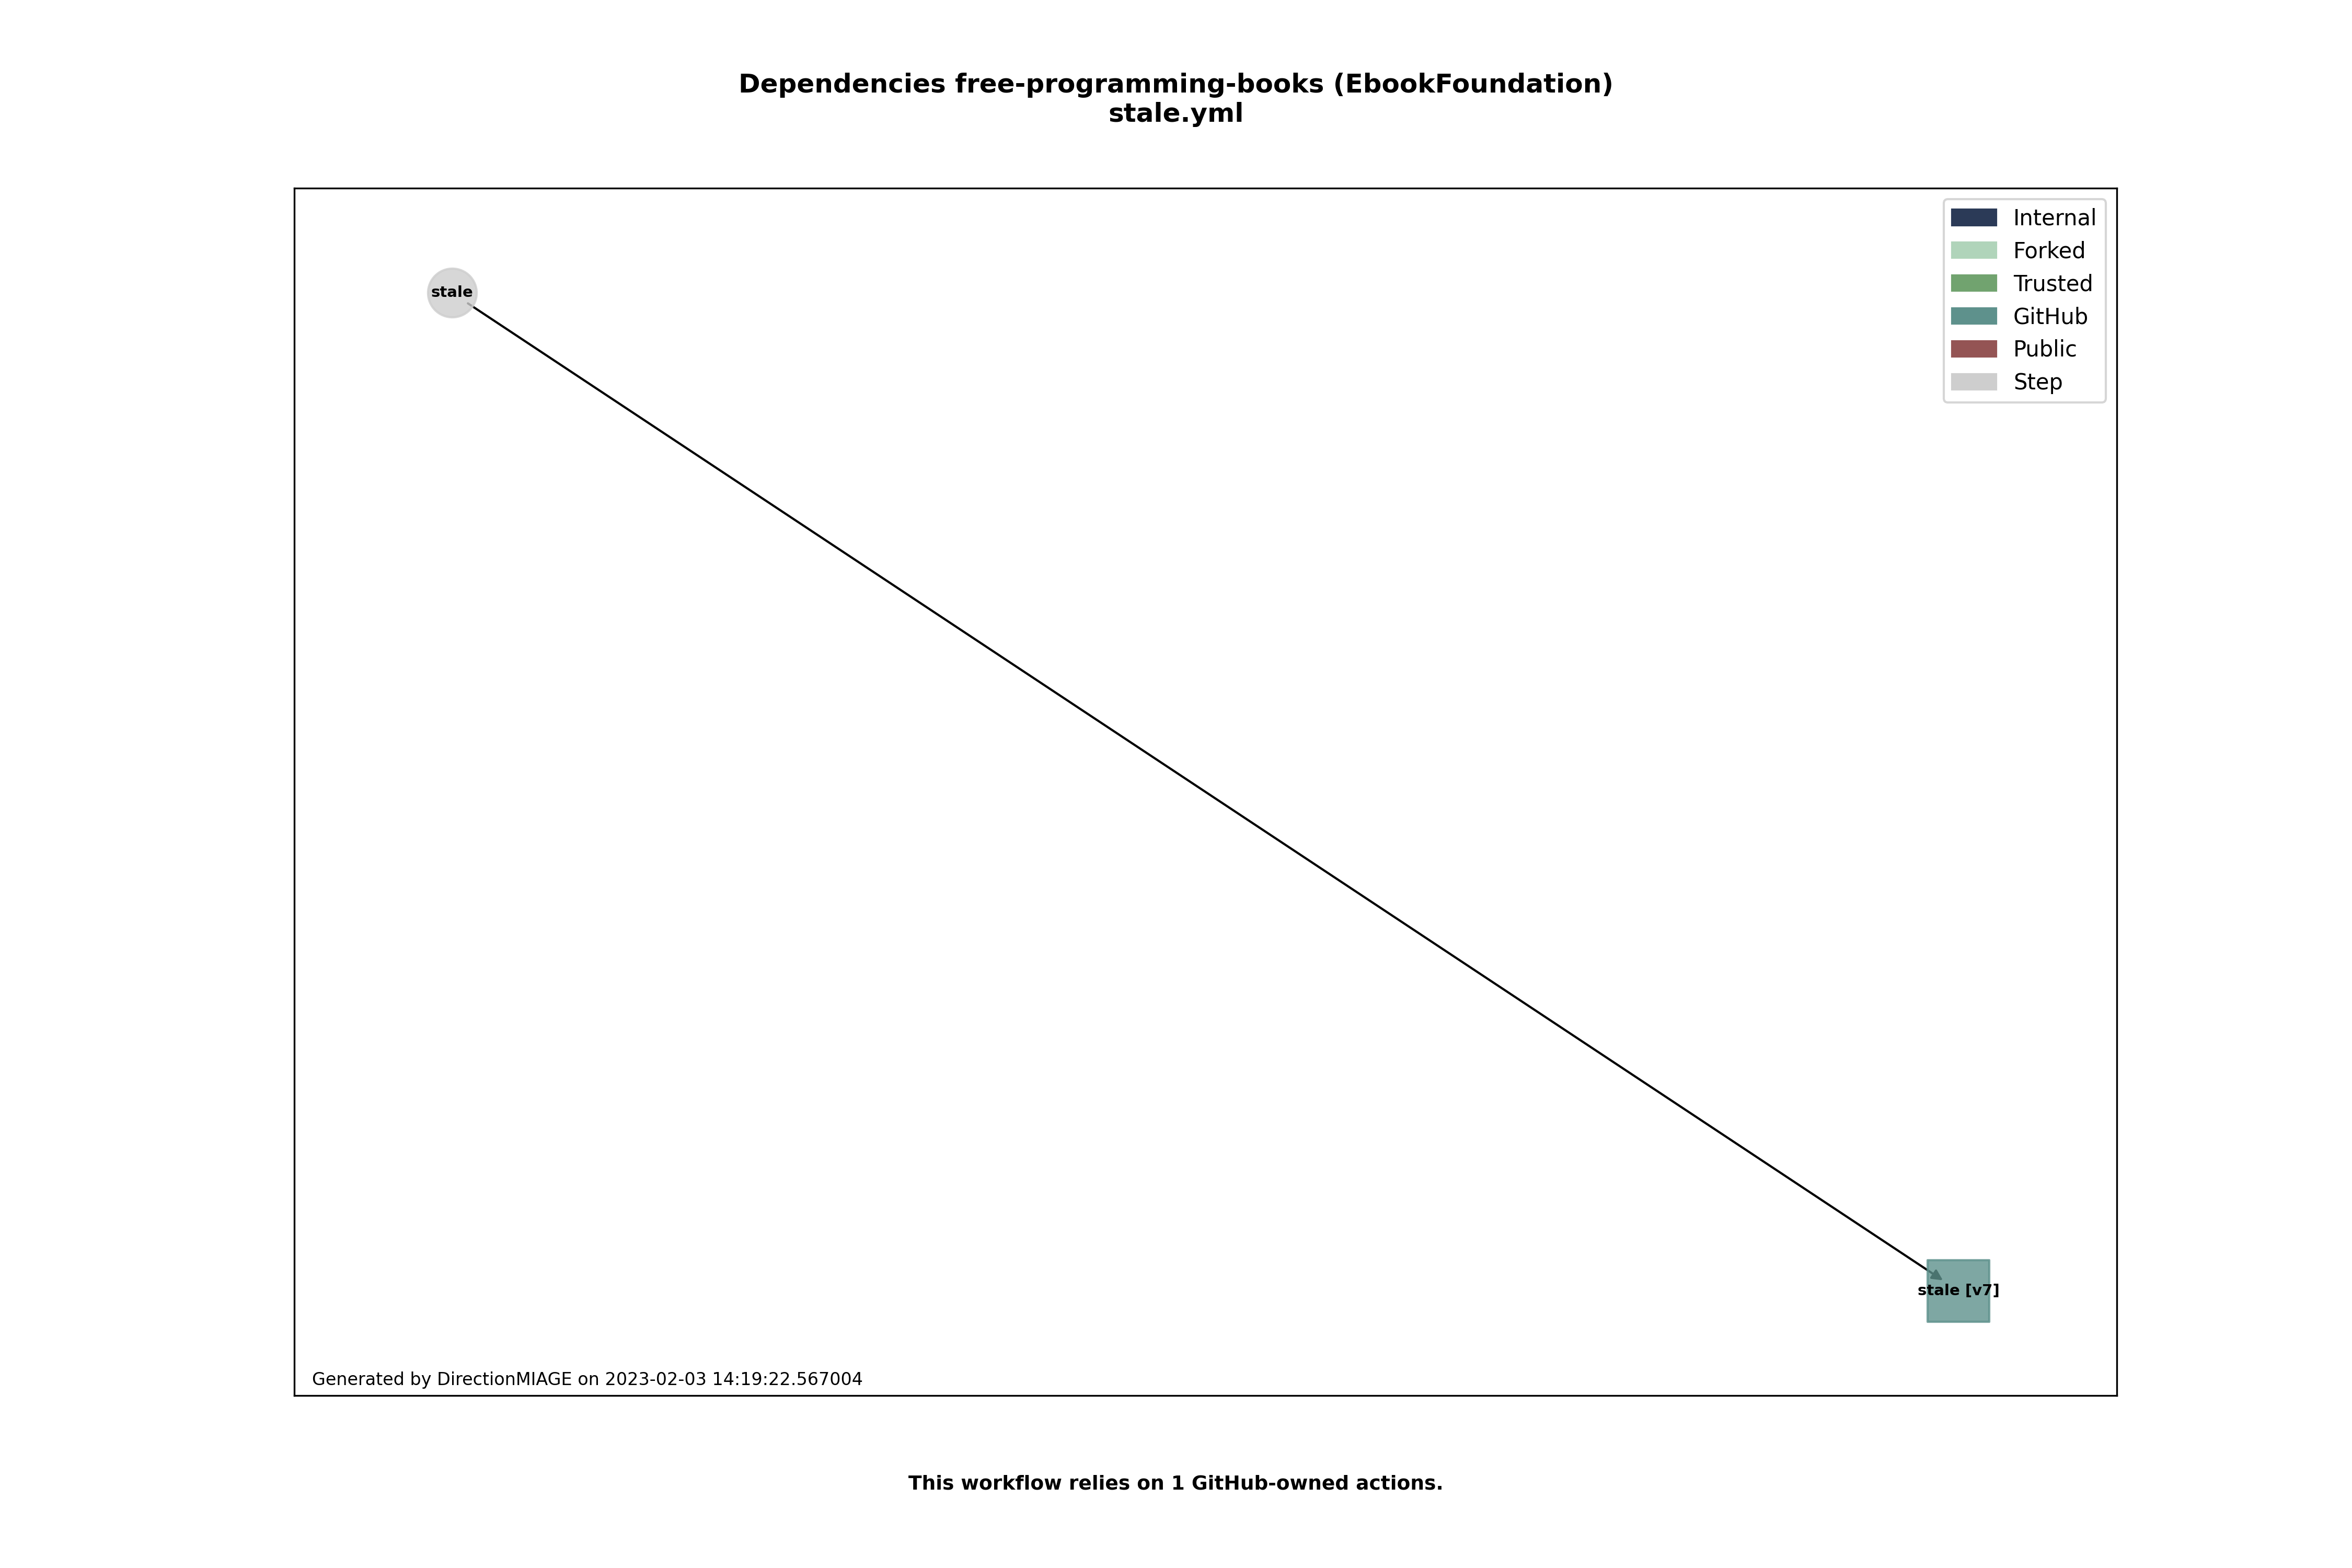 Dependencies free-programming-books (EbookFoundation)
stale.yml
Internal
Forked
Trusted
GitHub
Public
Step
stale
stale [v7]
Generated by DirectionMIAGE on 2023-02-03 14:19:22.567004
This workflow relies on 1 GitHub-owned actions.